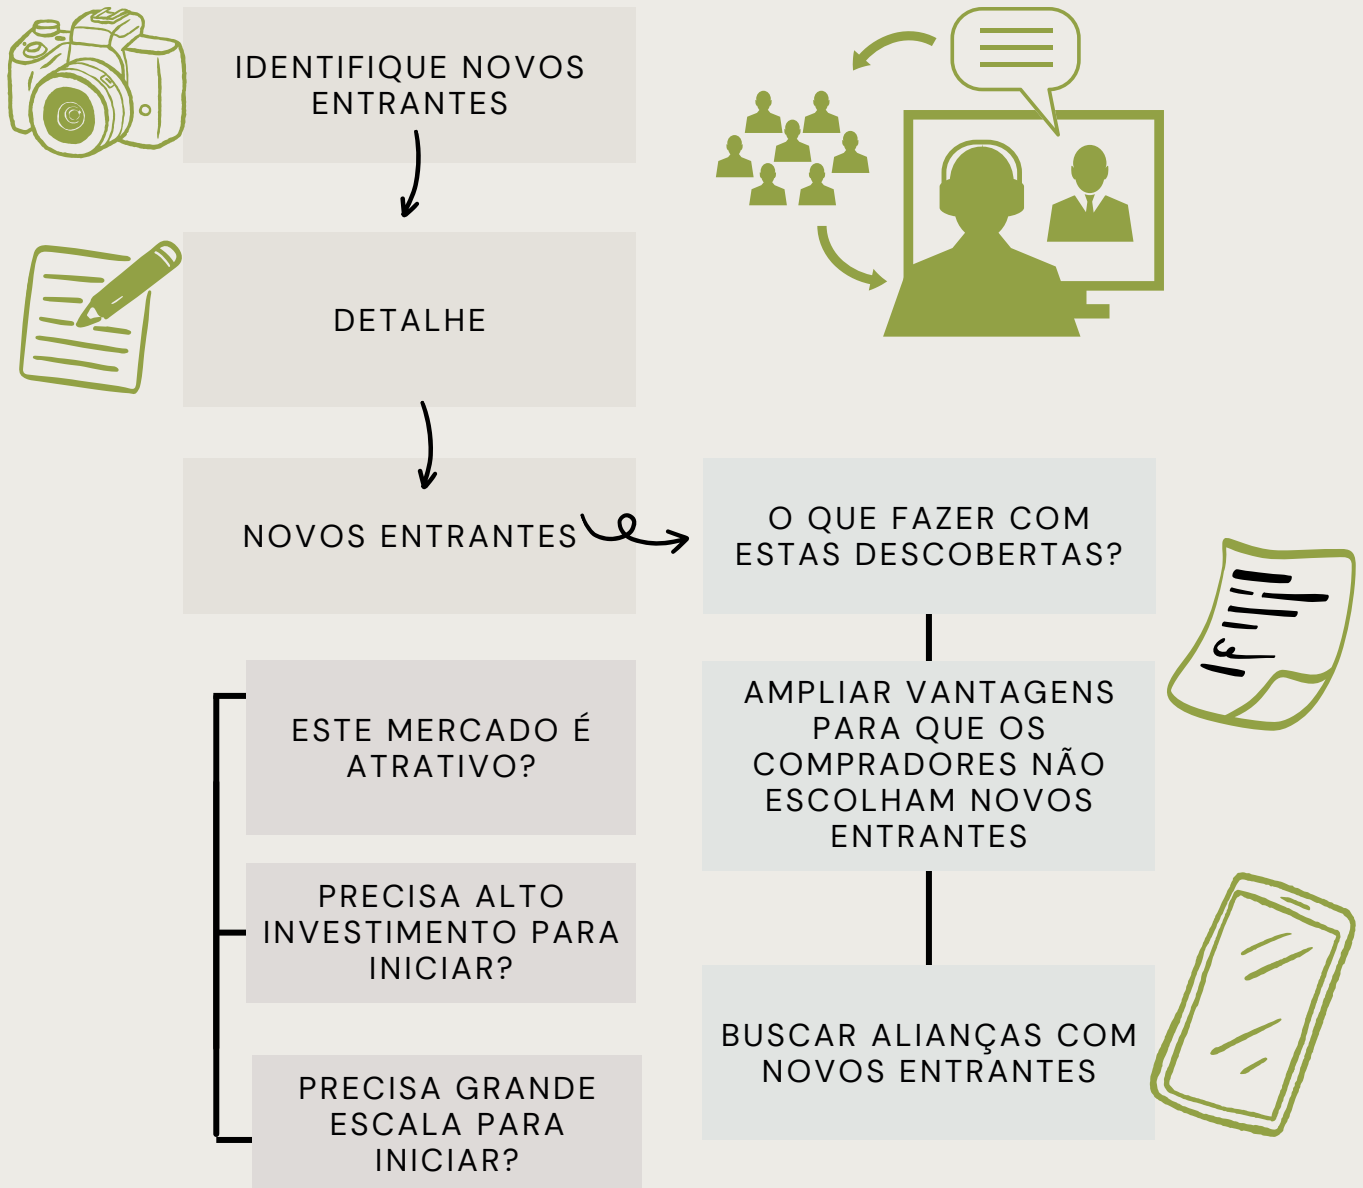 IDENTIFIQUE NOVOS
ENTRANTES
DETALHE
NOVOS ENTRANTES
ESTE MERCADO É
ATRATIVO?
PRECISA ALTO
INVESTIMENTO PARA
INICIAR?
PRECISA GRANDE
ESCALA PARA
INICIAR?
O QUE FAZER COM
ESTAS DESCOBERTAS?
AMPLIAR VANTAGENS
PARA QUE OS
COMPRADORES NÃO
ESCOLHAM NOVOS
ENTRANTES
BUSCAR ALIANÇAS COM
NOVOS ENTRANTES